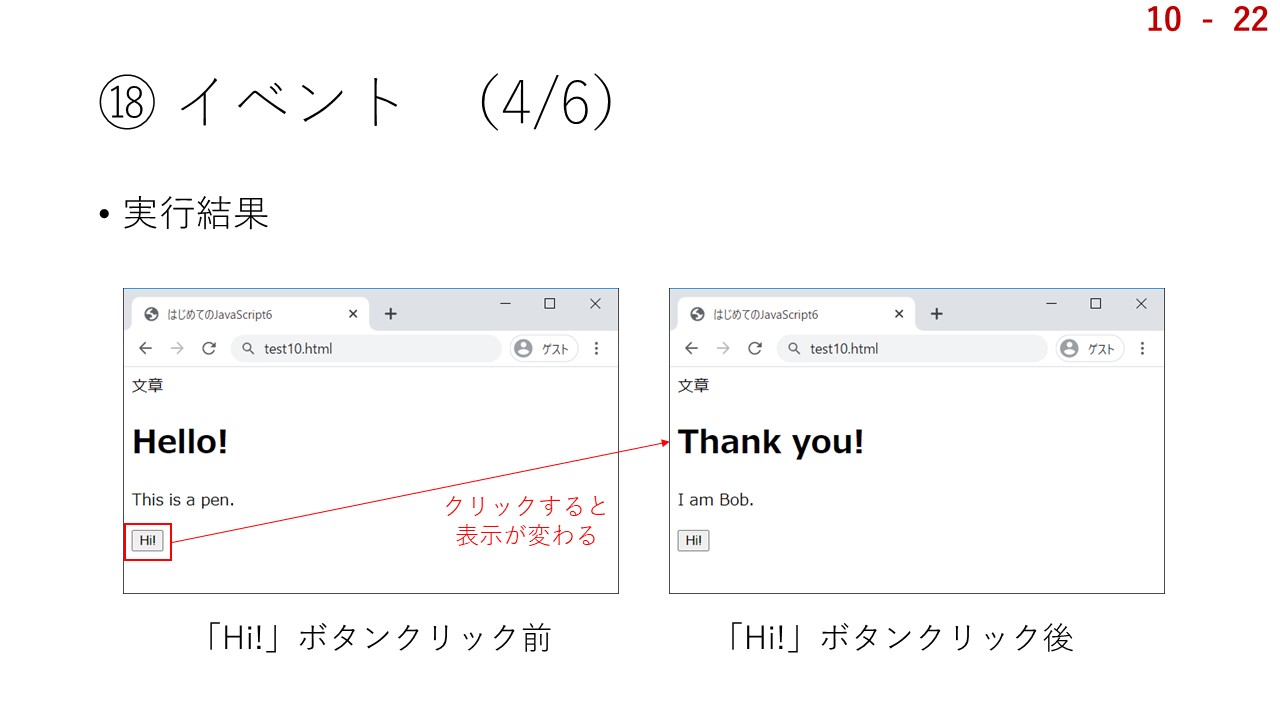 10 - 22
⑱ イベント （4/6）
• 実行結果
はじめてのJavaScript6
test10.html
ゲスト
文章
Hello!
This is a pen.
Hi!
クリックすると
表示が変わる
「Hi!」ボタンクリック前
はじめてのJavaScript6
test10.html
ゲスト
文章
Thank you!
I am Bob.
Hi!
「Hi!」ボタンクリック後